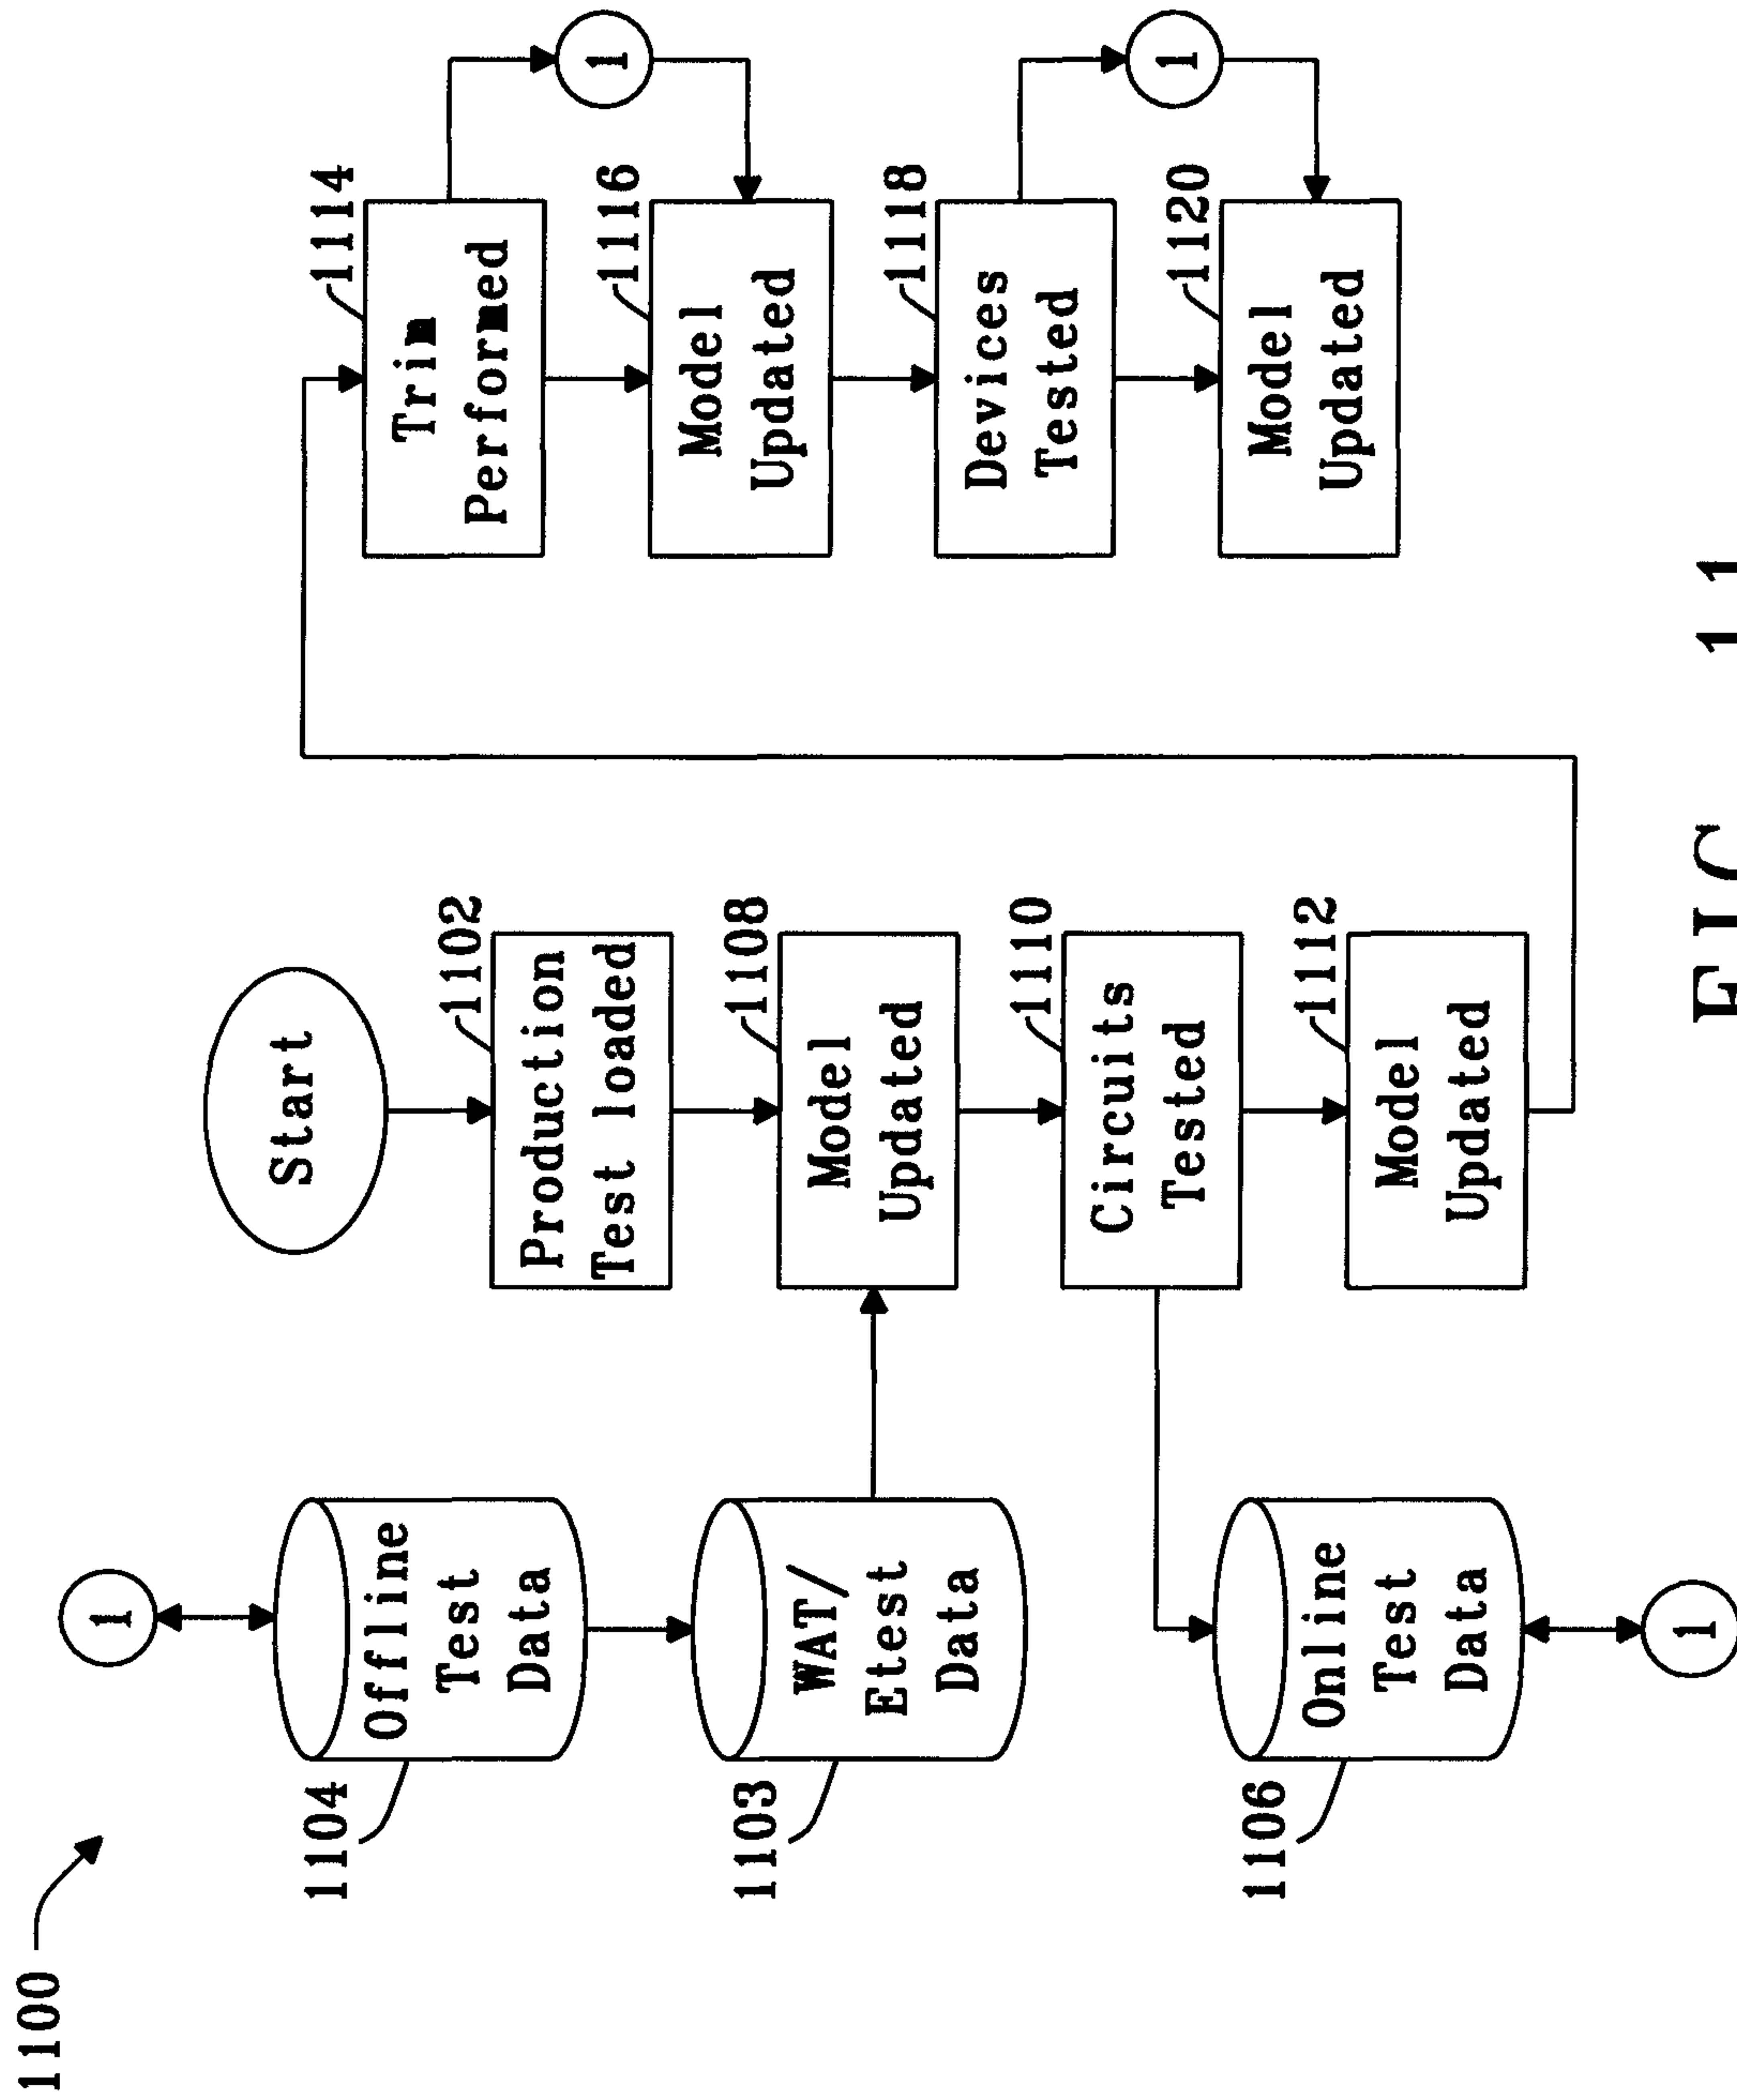 1100
1
1104
Offline
Test
Data
1103
WAT/
Etest
Data
1106
Online
Test
Data
1
Start
1102
Production
Test loaded
1108
Model
Updated
1110
Circuits
Tested
1112
Model
Updated
1114
Trim
Performed
1
1116
Model
Updated
1118
Devices
Tested
1
1120
Model
Updated
FIG. 11